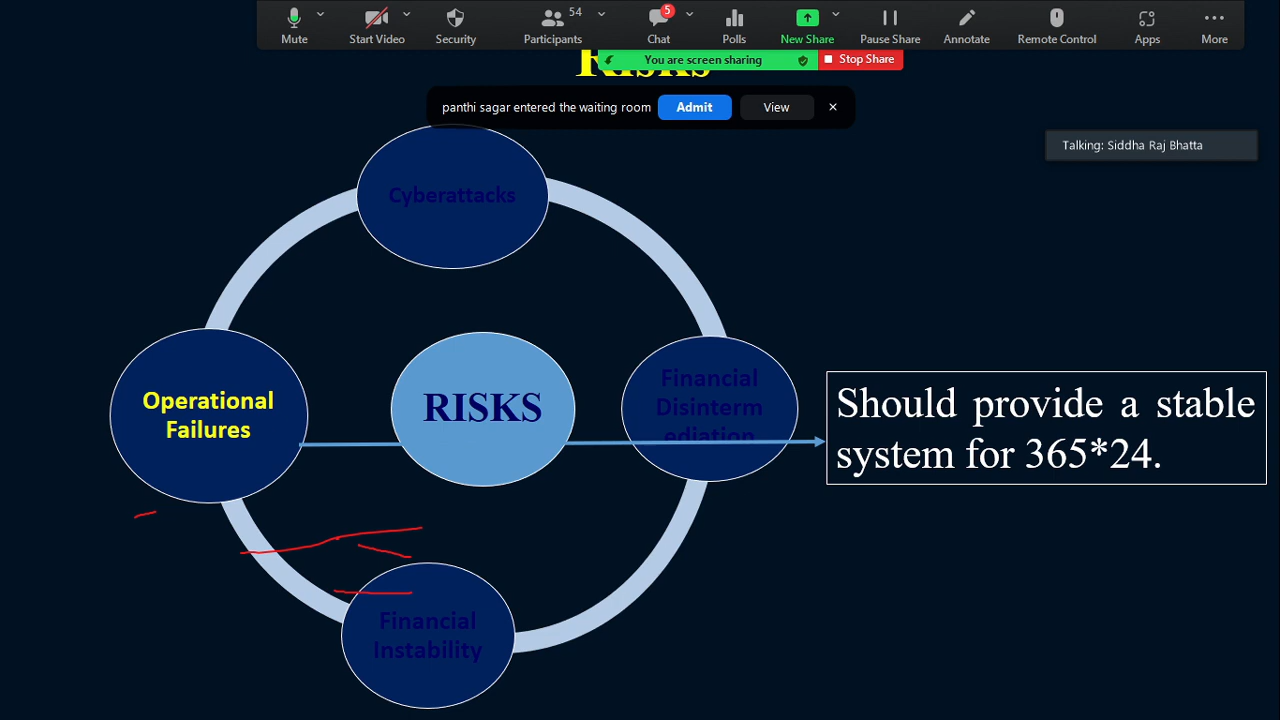 54
5
Mute
Start Video
Security
Participants
Chat
Polls
New Share
Pause Share
Annotate
Remote Control
Apps
More
RISKS
You are screen sharing
Stop Share
panthi sagar entered the waiting room
Admit
View
Talking: Siddha Raj Bhatta
Cyberattacks
Operational
Failures
RISKS
Financial
Disinterm
ediation
Should provide a stable
system for 365*24.
Financial
Instability